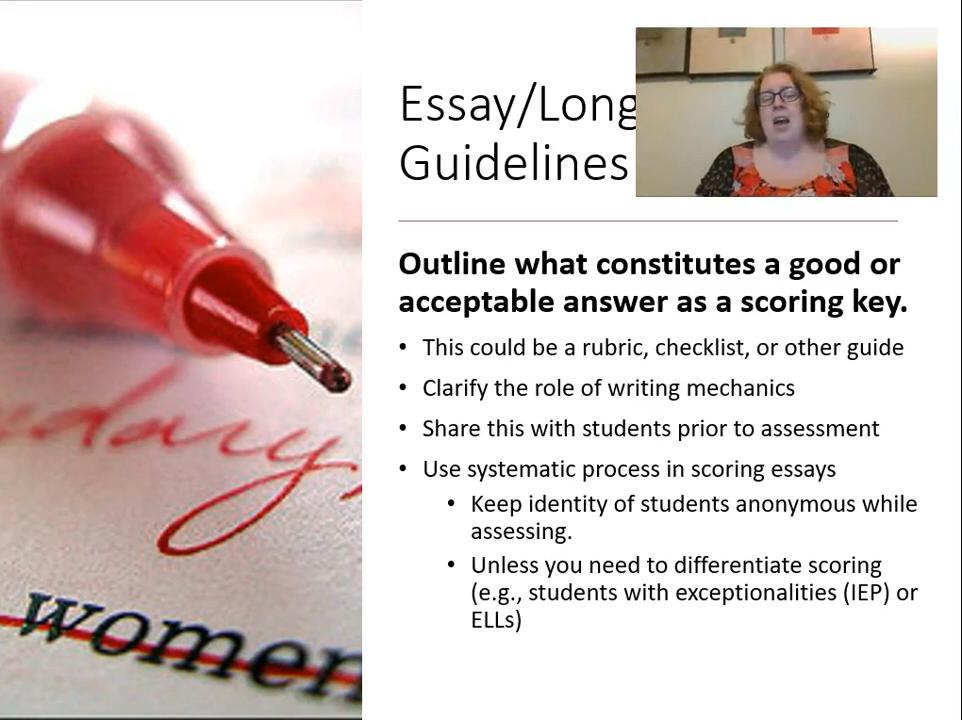 Essay/Long
Guidelines
Outline what constitutes a good or
acceptable answer as a scoring key.
• This could be a rubric, checklist, or other guide
• Clarify the role of writing mechanics
• Share this with students prior to assessment
• Use systematic process in scoring essays
• Keep identity of students anonymous while
assessing.
• Unless you need to differentiate scoring
(e.g., students with exceptionalities (IEP) or
ELLs)
women